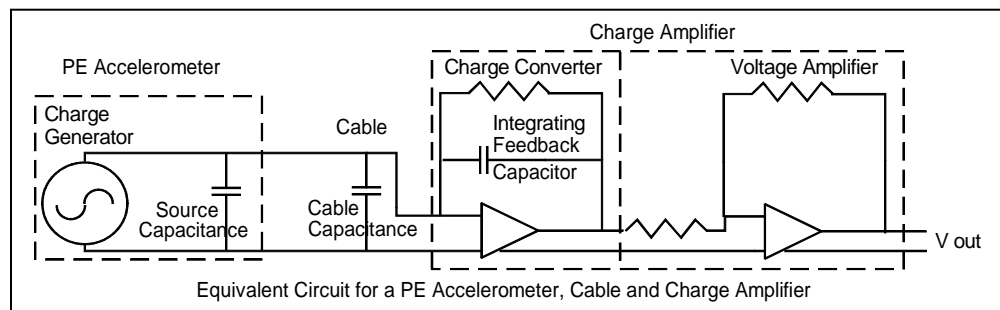 Charge Amplifier
PE Accelerometer
Charge Converter
Voltage Amplifier
Charge
Generator
Cable
Integrating
Feedback
Capacitor
Source
Capacitance
Cable
Capacitance
V out
Equivalent Circuit for a PE Accelerometer, Cable and Charge Amplifier